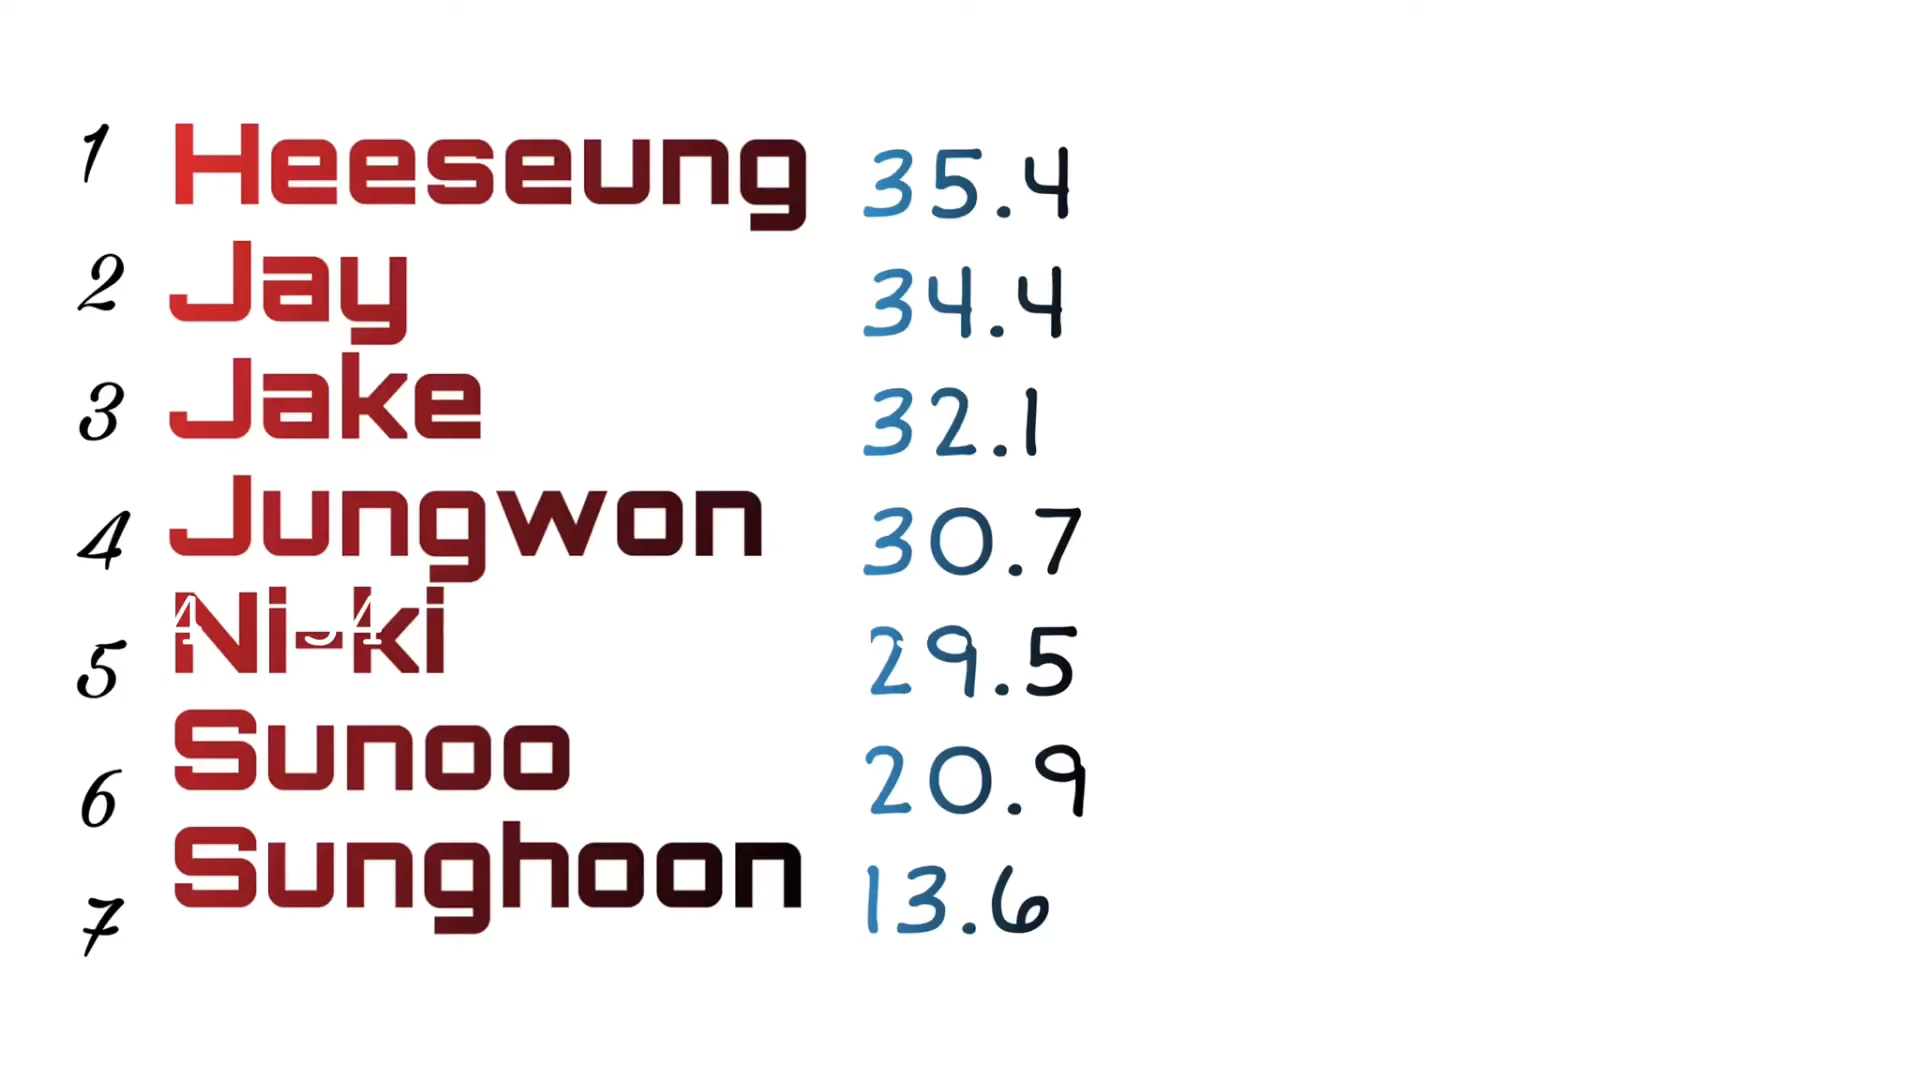 1 Heeseung 35.4
2 Jay 34.4
3 Jake 32.1
4 Jungwon 30.7
5 Ni-ki 29.5
6 Sunoo 20.9
7 Sunghoon 13.6